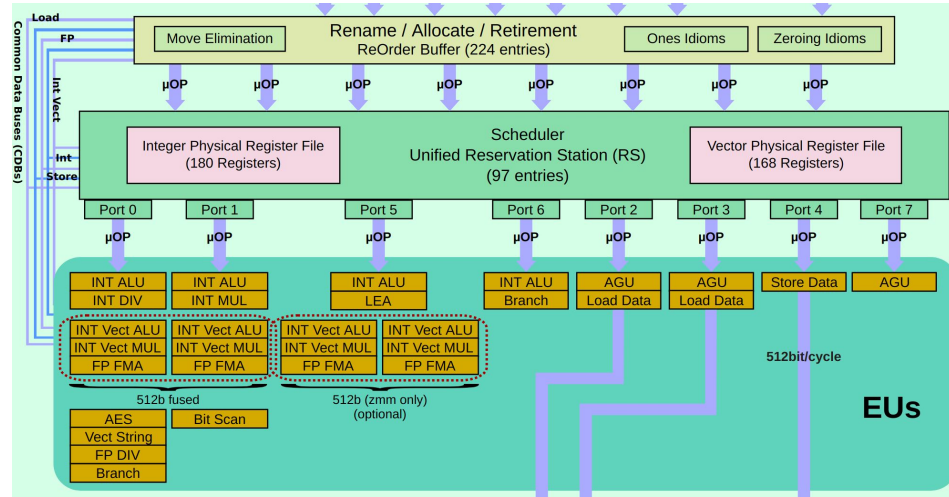 Load
FP
Common Data Buses (CDBs)
Int Vect
Int
Store
Rename / Allocate / Retirement
ReOrder Buffer (224 entries)
Move Elimination
Ones Idioms
Zeroing Idioms
µOP
µOP
µOP
µOP
µOP
µOP
µOP
µOP
Scheduler
Unified Reservation Station (RS)
(97 entries)
Integer Physical Register File
(180 Registers)
Vector Physical Register File
(168 Registers)
Port 0
Port 1
Port 5
Port 6
Port 2
Port 3
Port 4
Port 7
µOP
µOP
µOP
µOP
µOP
µOP
µOP
µOP
INT ALU
INT DIV
INT ALU
INT MUL
INT ALU
LEA
INT ALU
Branch
AGU
Load Data
AGU
Load Data
Store Data
AGU
INT Vect ALU
INT Vect MUL
FP FMA
INT Vect ALU
INT Vect MUL
FP FMA
INT Vect ALU
INT Vect MUL
FP FMA
INT Vect ALU
INT Vect MUL
FP FMA
512b fused
512b (zmm only)
(optional)
512bit/cycle
AES
Vect String
FP DIV
Branch
Bit Scan
EUs